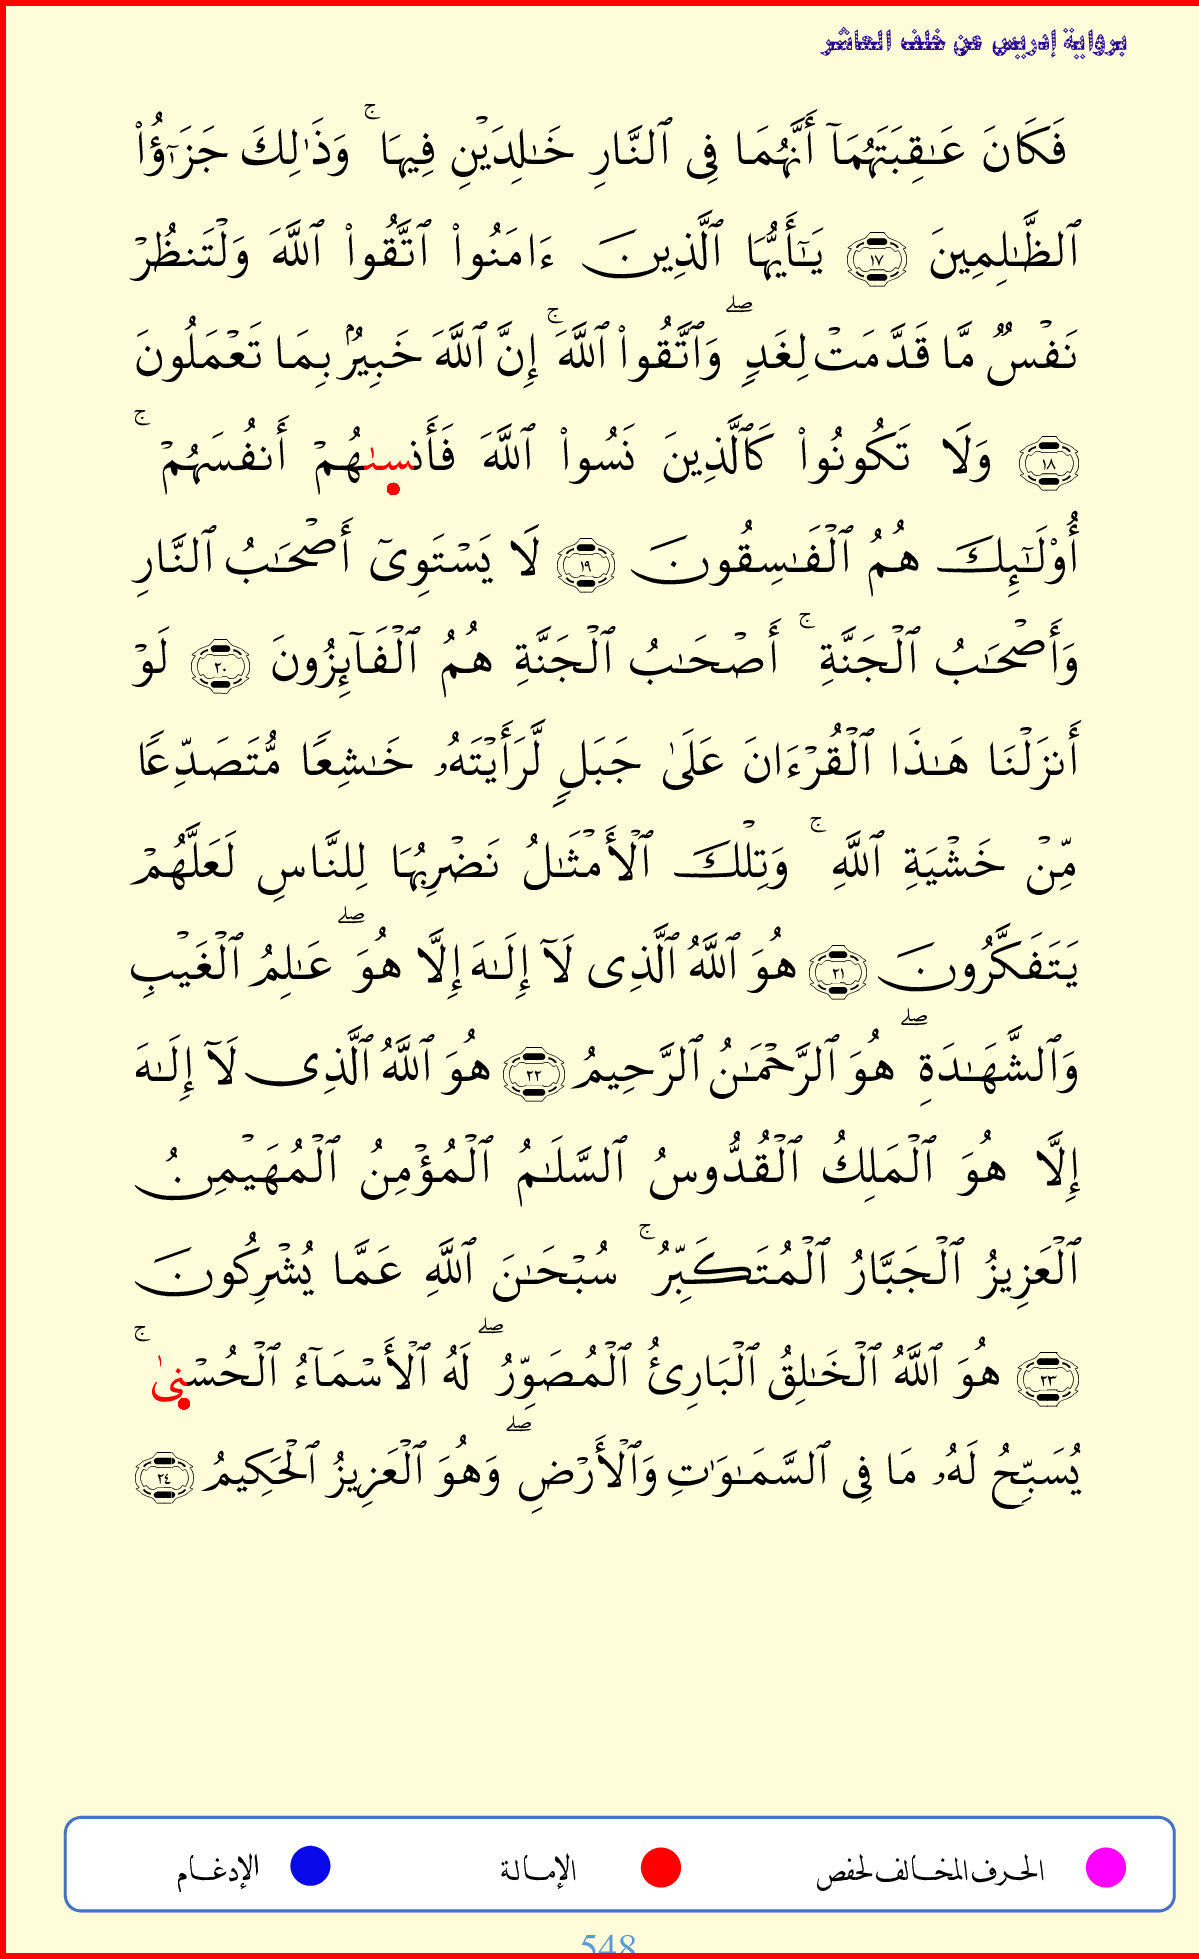 برواية إدريس عن خلف العاشر
فَكَانَ عَـٰقِبَتَهُمَآ أَنَّهُمَا فِى ٱلنَّارِ خَـٰلِدَيۡنِ فِيهَا ۚ وَذَٰلِكَ جَزَـٰٓؤُا۟
ٱلظَّـٰلِمِينَ ١٧ يَـٰٓأَيُّهَا ٱلَّذِينَ ءَامَنُوا۟ ٱتَّقُوا۟ ٱللَّهَ وَلۡتَنظُرۡ
نَفۡسٌ مَّا قَدَّمَتۡ لِغَدٍ ۖ وَٱتَّقُوا۟ ٱللَّهَ ۚ إِنَّ ٱللَّهَ خَبِيرُۢ بِمَا تَعۡمَلُونَ
١٨ وَلَا تَكُونُوا۟ كَٱلَّذِينَ نَسُوا۟ ٱللَّهَ فَأَنسىٰهُمۡ أَنفُسَهُمۡ ۚ
أُو۟لَـٰٓئِكَ هُمُ ٱلۡفَـٰسِقُونَ ١٩ لَا يَسۡتَوِىٓ أَصۡحَـٰبُ ٱلنَّارِ
وَأَصۡحَـٰبُ ٱلۡجَنَّةِ ۚ أَصۡحَـٰبُ ٱلۡجَنَّةِ هُمُ ٱلۡفَآئِزُونَ ٢٠ لَوۡ
أَنزَلۡنَا هَـٰذَا ٱلۡقُرۡءَانَ عَلَىٰ جَبَلٍ لَّرَأَيۡتَهُۥ خَـٰشِعًا مُّتَصَدِّعًا
مِّنۡ خَشۡيَةِ ٱللَّهِ ۚ وَتِلۡكَ ٱلۡأَمۡثَـٰلُ نَضۡرِبُهَا لِلنَّاسِ لَعَلَّهُمۡ
يَتَفَكَّرُونَ ٢١ هُوَ ٱللَّهُ ٱلَّذِى لَآ إِلَـٰهَ إِلَّا هُوَ ۖ عَـٰلِمُ ٱلۡغَيۡبِ
وَٱلشَّهَـٰدَةِ ۖ هُوَ ٱلرَّحۡمَـٰنُ ٱلرَّحِيمُ ٢٢ هُوَ ٱللَّهُ ٱلَّذِى لَآ إِلَـٰهَ
إِلَّا هُوَ ٱلۡمَلِكُ ٱلۡقُدُّوسُ ٱلسَّلَـٰمُ ٱلۡمُؤۡمِنُ ٱلۡمُهَيۡمِنُ
ٱلۡعَزِيزُ ٱلۡجَبَّارُ ٱلۡمُتَكَبِّرُ ۚ سُبۡحَـٰنَ ٱللَّهِ عَمَّا يُشۡرِكُونَ
٢٣ هُوَ ٱللَّهُ ٱلۡخَـٰلِقُ ٱلۡبَارِئُ ٱلۡمُصَوِّرُ ۖ لَهُ ٱلۡأَسۡمَآءُ ٱلۡحُسۡنىٰ ۚ
يُسَبِّحُ لَهُۥ مَا فِى ٱلسَّمَـٰوَٰتِ وَٱلۡأَرۡضِ ۖ وَهُوَ ٱلۡعَزِيزُ ٱلۡحَكِيمُ ٢٤
الحرف المخالف لحفص الإمالة الإدغام
548